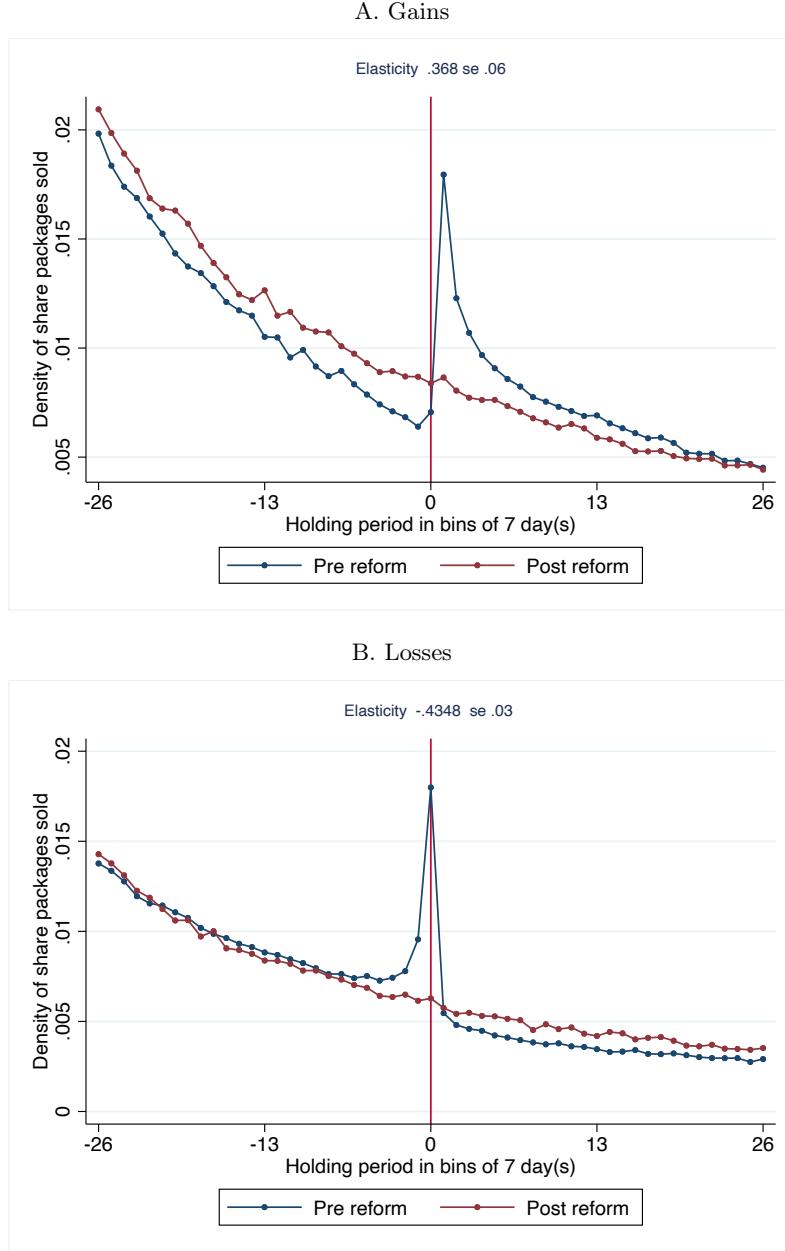 A. Gains
Elasticity .368 se .06
Density of share packages sold
.02
.015
.01
.005
-26
-13
0
13
26
Holding period in bins of 7 day(s)
Pre reform
Post reform
B. Losses
Elasticity -.4348 se .03
Density of share packages sold
.02
.015
.01
.005
0
-26
-13
0
13
26
Holding period in bins of 7 day(s)
Pre reform
Post reform